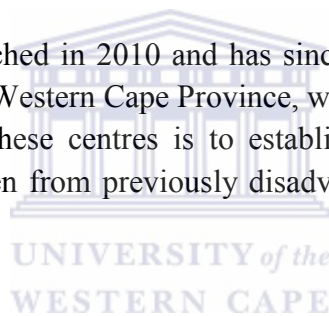 ched in 2010 and has sinc
Western Cape Province, w
hese centres is to establi
en from previously disadv
UNIVERSITY of the
WESTERN CAPE